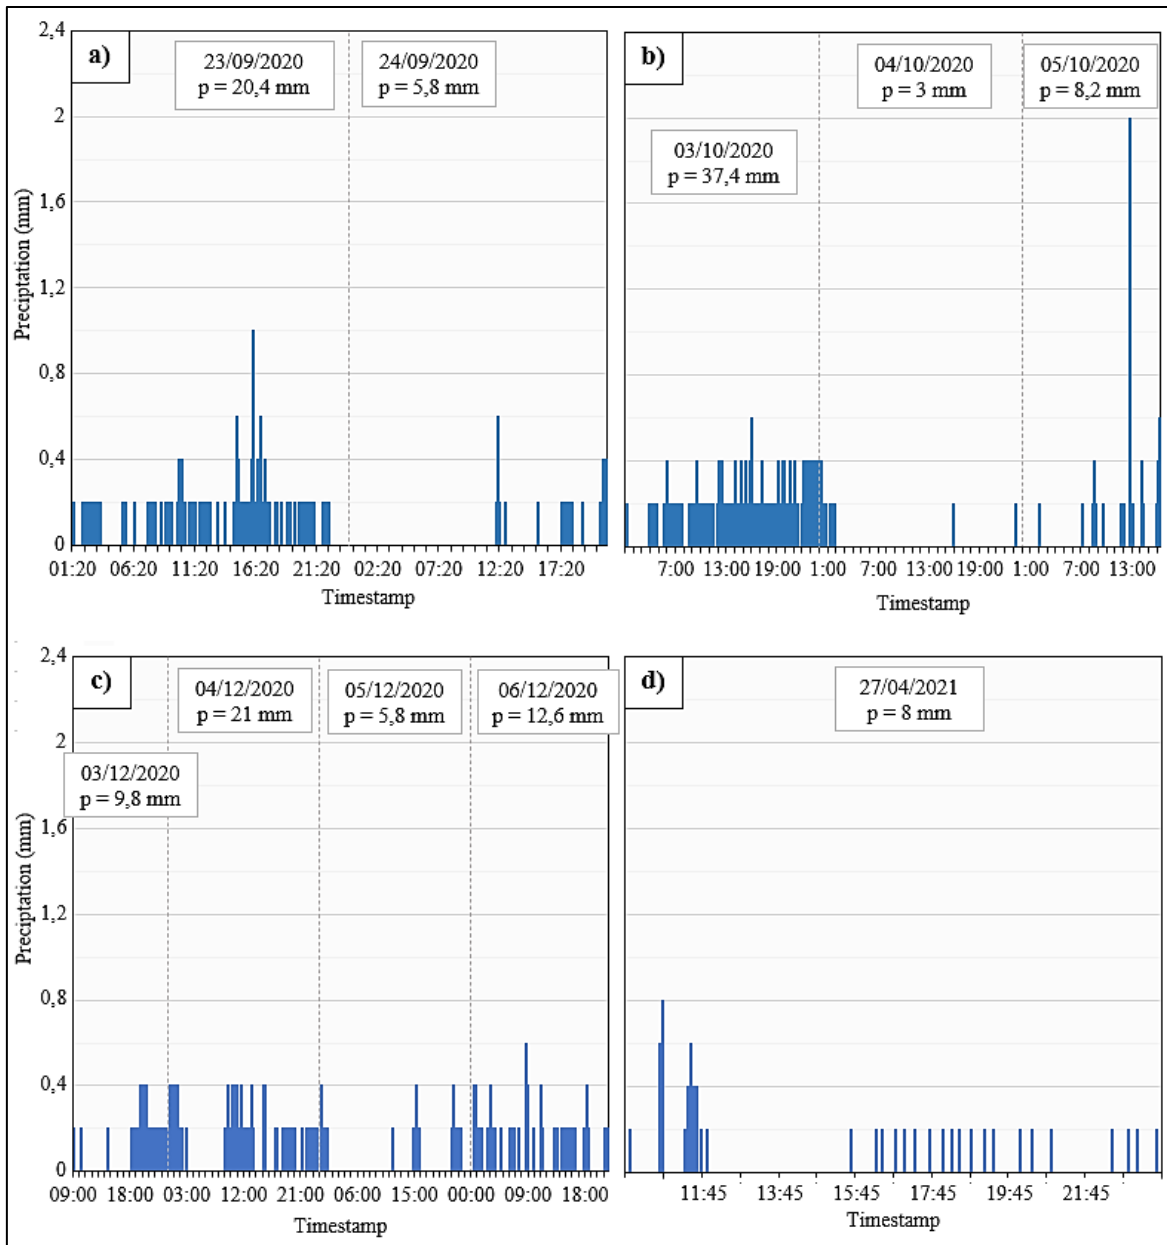 2,4
2
1,6
1,2
0,8
0,4
0
Preciptation (mm)
a)
23/09/2020
p = 20,4 mm
24/09/2020
p = 5,8 mm
01:20 06:20 11:20 16:20 21:20 02:20 07:20 12:20 17:20
Timestamp
b)
03/10/2020
p = 37,4 mm
04/10/2020
p = 3 mm
05/10/2020
p = 8,2 mm
7:00 13:00 19:00 1:00 7:00 13:00 19:00 1:00 7:00 13:00
Timestamp
2,4
2
1,6
1,2
0,8
0,4
0
Preciptation (mm)
c)
03/12/2020
p = 9,8 mm
04/12/2020
p = 21 mm
05/12/2020
p = 5,8 mm
06/12/2020
p = 12,6 mm
09:00 18:00 03:00 12:00 21:00 06:00 15:00 00:00 09:00 18:00
Timestamp
d)
27/04/2021
p = 8 mm
11:45 13:45 15:45 17:45 19:45 21:45
Timestamp